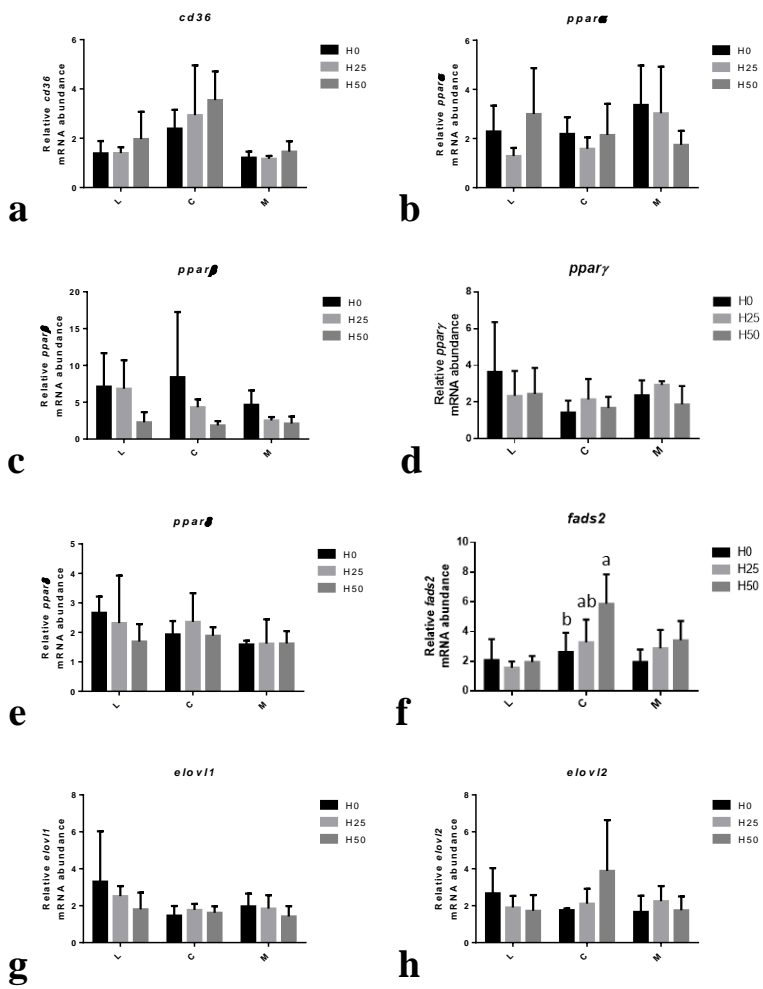 cd36
Relative cd36
mRNA abundance
6
4
2
0
L
C
M
H0
H25
H50
a
pparα
Relative pparα
mRNA abundance
6
4
2
0
L
C
M
H0
H25
H50
b
pparβ
Relative pparβ
mRNA abundance
20
15
10
5
0
L
C
M
H0
H25
H50
c
pparγ
Relative pparγ
mRNA abundance
8
6
4
2
0
L
C
M
H0
H25
H50
d
Relative
mRNA abundance
5
4
3
2
1
0
L
C
M
H0
H25
H50
e
fads2
Relative fads2
mRNA abundance
10
8
6
4
2
0
b
ab
a
L
C
M
H0
H25
H50
f
elovl1
Relative elovl1
mRNA abundance
8
6
4
2
0
L
C
M
H0
H25
H50
g
elovl2
Relative elovl2
mRNA abundance
8
6
4
2
0
L
C
M
H0
H25
H50
h